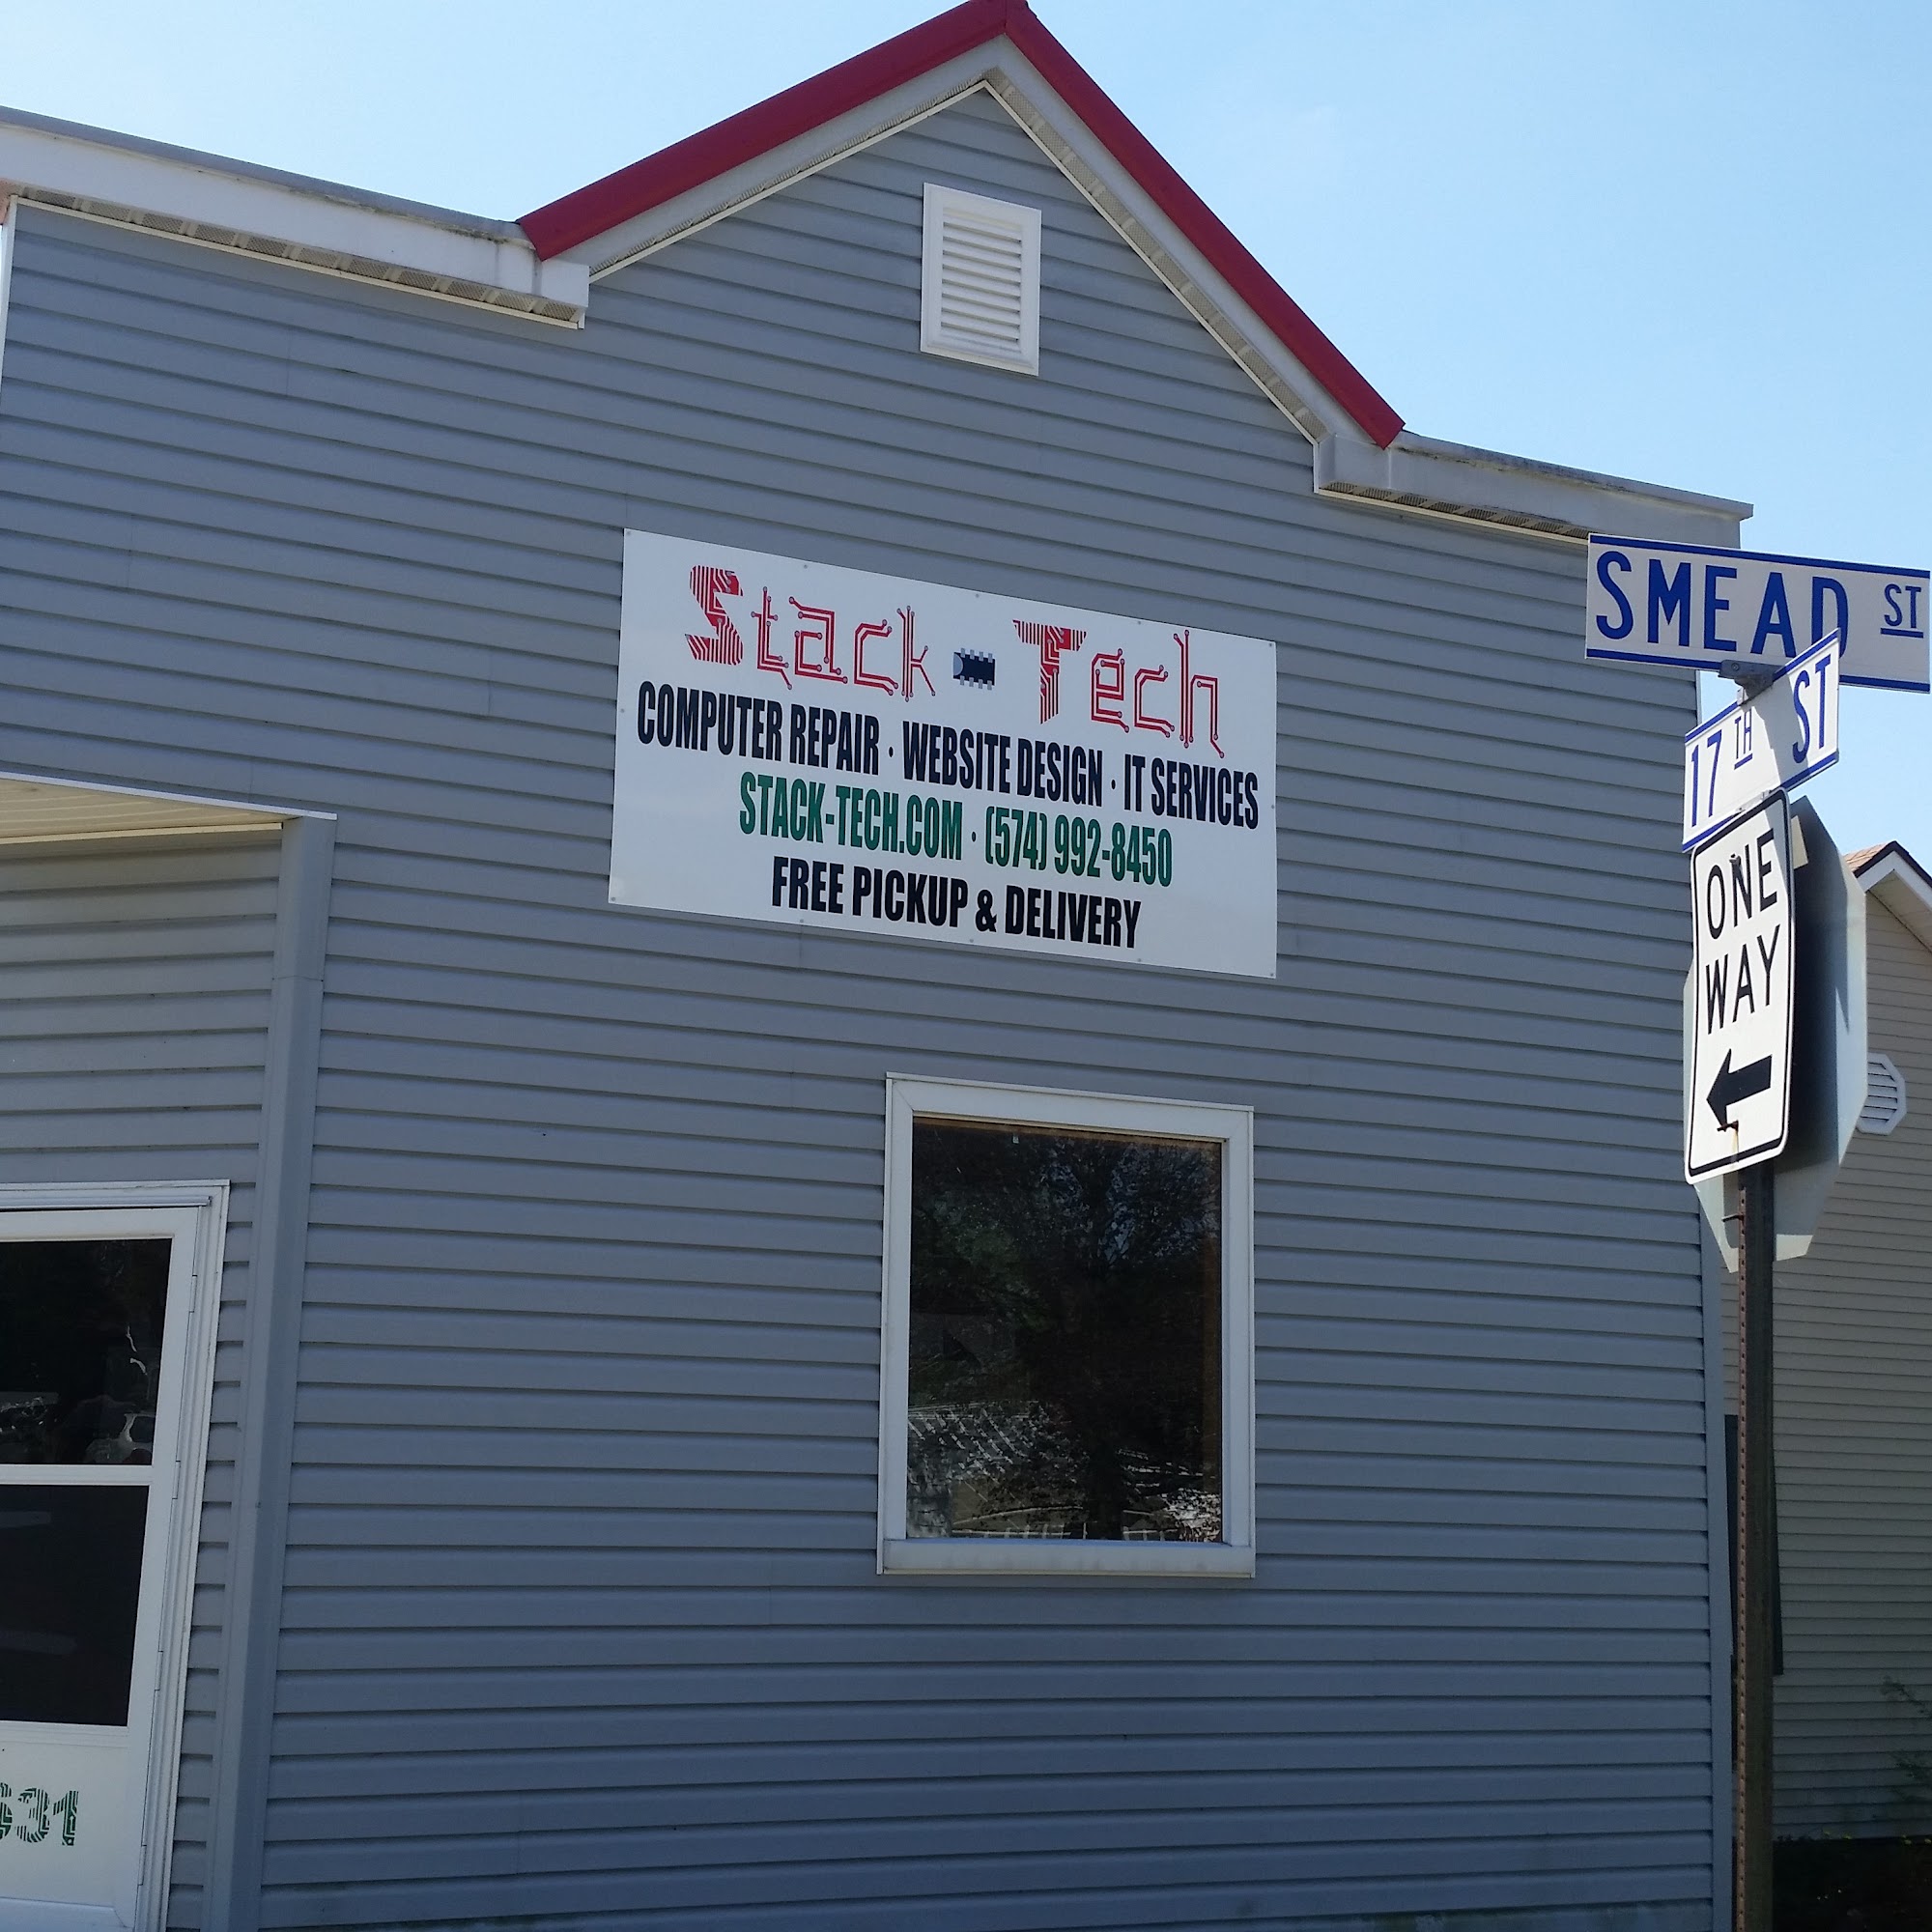 Stack-Tech
COMPUTER REPAIR · WEBSITE DESIGN · IT SERVICES
STACK-TECH.COM · (574) 992-8450
FREE PICKUP & DELIVERY
SMEAD ST
17TH ST
ONE
WAY
631